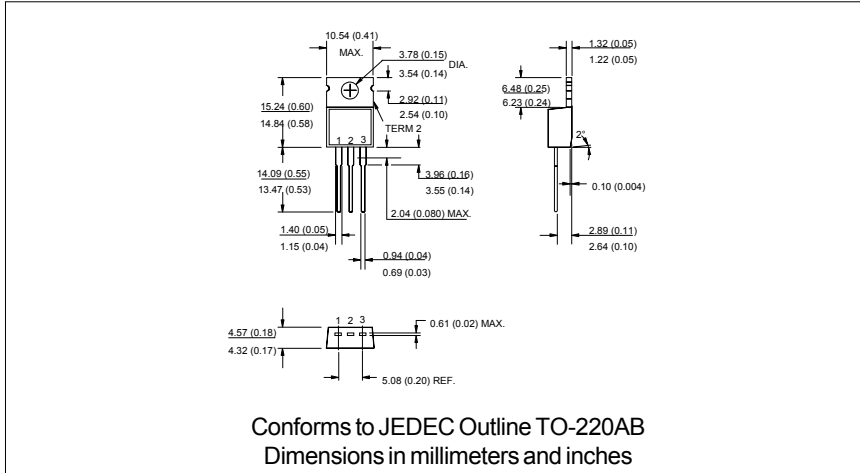 10.54 (0.41)
MAX.
3.78 (0.15)
3.54 (0.14)
DIA.
2.92 (0.11)
2.54 (0.10)
TERM 2
15.24 (0.60)
14.84 (0.58)
1 2 3
14.09 (0.55)
13.47 (0.53)
3.96 (0.16)
3.55 (0.14)
2.04 (0.080) MAX.
1.40 (0.05)
1.15 (0.04)
0.94 (0.04)
0.69 (0.03)
1.32 (0.05)
1.22 (0.05)
6.48 (0.25)
6.23 (0.24)
2°
0.10 (0.004)
2.89 (0.11)
2.64 (0.10)
1 2 3
4.57 (0.18)
4.32 (0.17)
0.61 (0.02) MAX.
5.08 (0.20) REF.
Conforms to JEDEC Outline TO-220AB
Dimensions in millimeters and inches